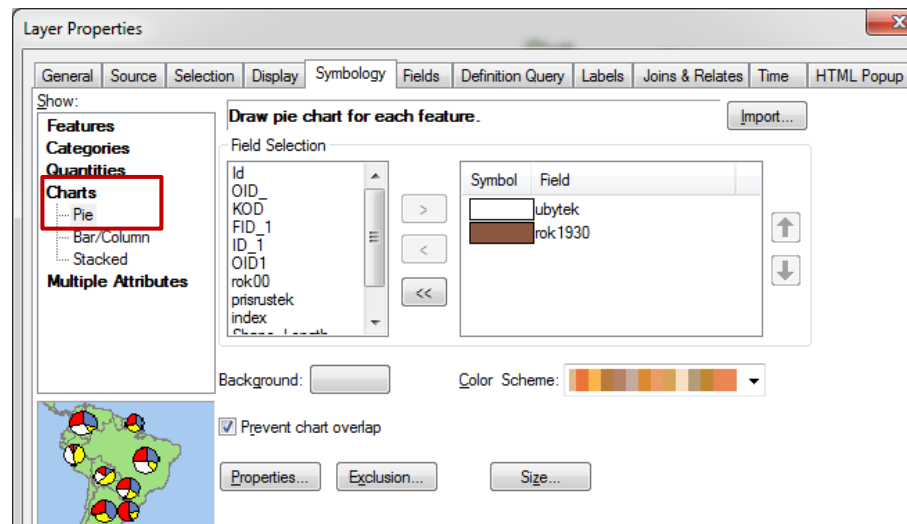 Layer Properties
General Source Selection Display Symbology Fields Definition Query Labels Joins & Relates Time HTML Popup
Show:
Features
Categories
Quantities
Charts
Pie
Bar/Column
Stacked
Multiple Attributes
Draw pie chart for each feature.
Import...
Field Selection
Id
OID_
KOD
FID_1
ID_1
OID1
rok00
prisrustek
index
Shape_Length
>
<
<<
Symbol Field
ubytek
rok1930
Background:
Color Scheme:
Prevent chart overlap
Properties... Exclusion... Size...